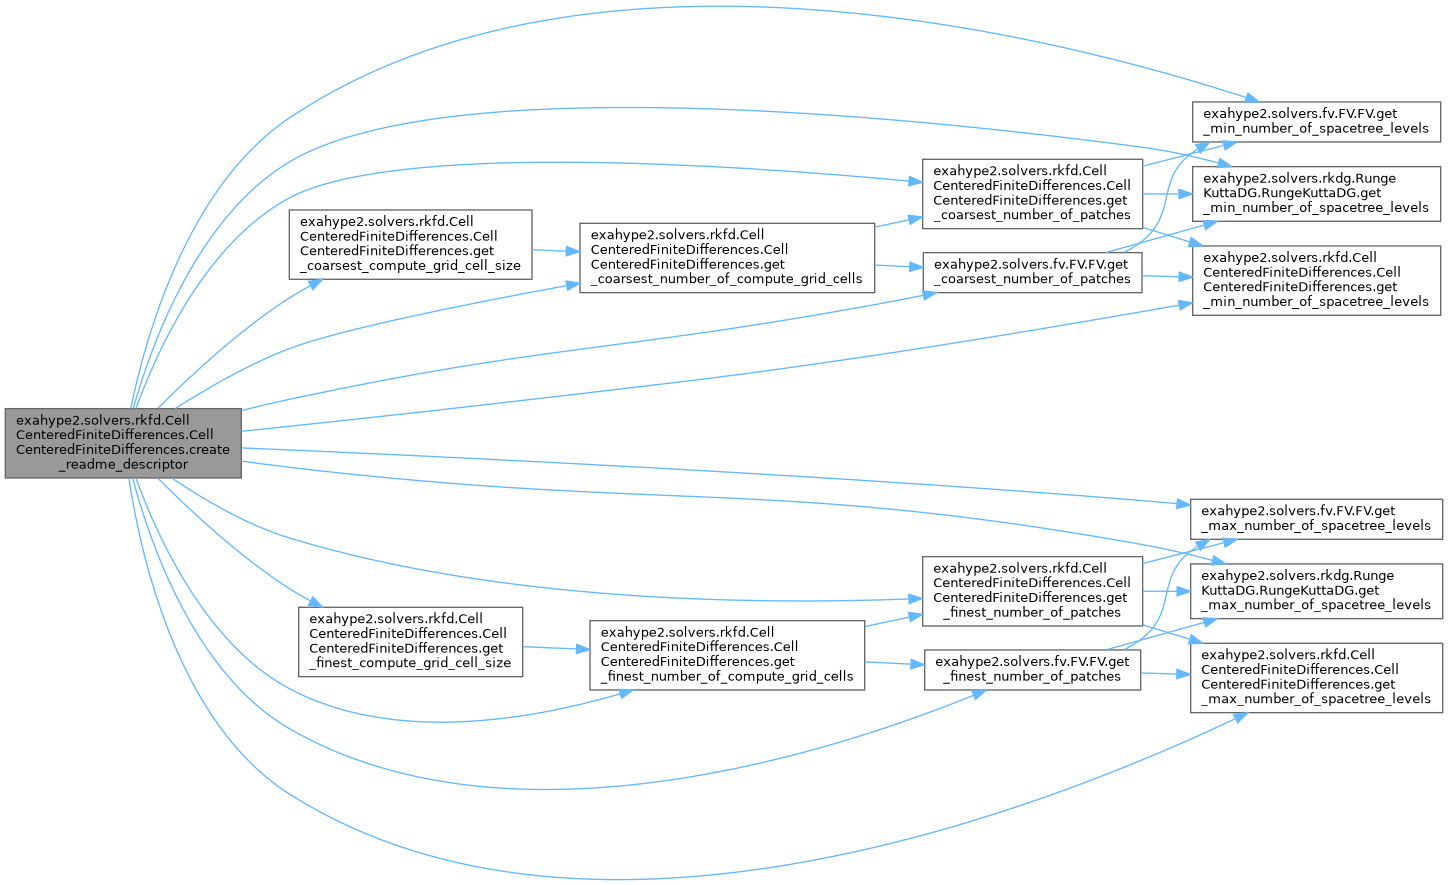 exahype2.solvers.fv.FV.FV.get
_min_number_of_spacetree_levels
exahype2.solvers.rkfd.Cell
CenteredFiniteDifferences.Cell
CenteredFiniteDifferences.get
_coarsest_number_of_patches
exahype2.solvers.rkdg.Runge
KuttaDG.RungeKuttaDG.get
_min_number_of_spacetree_levels
exahype2.solvers.rkfd.Cell
CenteredFiniteDifferences.Cell
CenteredFiniteDifferences.get
_coarsest_compute_grid_cell_size
exahype2.solvers.rkfd.Cell
CenteredFiniteDifferences.Cell
CenteredFiniteDifferences.get
_coarsest_number_of_compute_grid_cells
exahype2.solvers.fv.FV.FV.get
_coarsest_number_of_patches
exahype2.solvers.rkfd.Cell
CenteredFiniteDifferences.Cell
CenteredFiniteDifferences.get
_min_number_of_spacetree_levels
exahype2.solvers.rkfd.Cell
CenteredFiniteDifferences.Cell
CenteredFiniteDifferences.create
_readme_descriptor
exahype2.solvers.fv.FV.FV.get
_max_number_of_spacetree_levels
exahype2.solvers.rkfd.Cell
CenteredFiniteDifferences.Cell
CenteredFiniteDifferences.get
_finest_number_of_patches
exahype2.solvers.rkdg.Runge
KuttaDG.RungeKuttaDG.get
_max_number_of_spacetree_levels
exahype2.solvers.rkfd.Cell
CenteredFiniteDifferences.Cell
CenteredFiniteDifferences.get
_finest_compute_grid_cell_size
exahype2.solvers.rkfd.Cell
CenteredFiniteDifferences.Cell
CenteredFiniteDifferences.get
_finest_number_of_compute_grid_cells
exahype2.solvers.fv.FV.FV.get
_finest_number_of_patches
exahype2.solvers.rkfd.Cell
CenteredFiniteDifferences.Cell
CenteredFiniteDifferences.get
_max_number_of_spacetree_levels